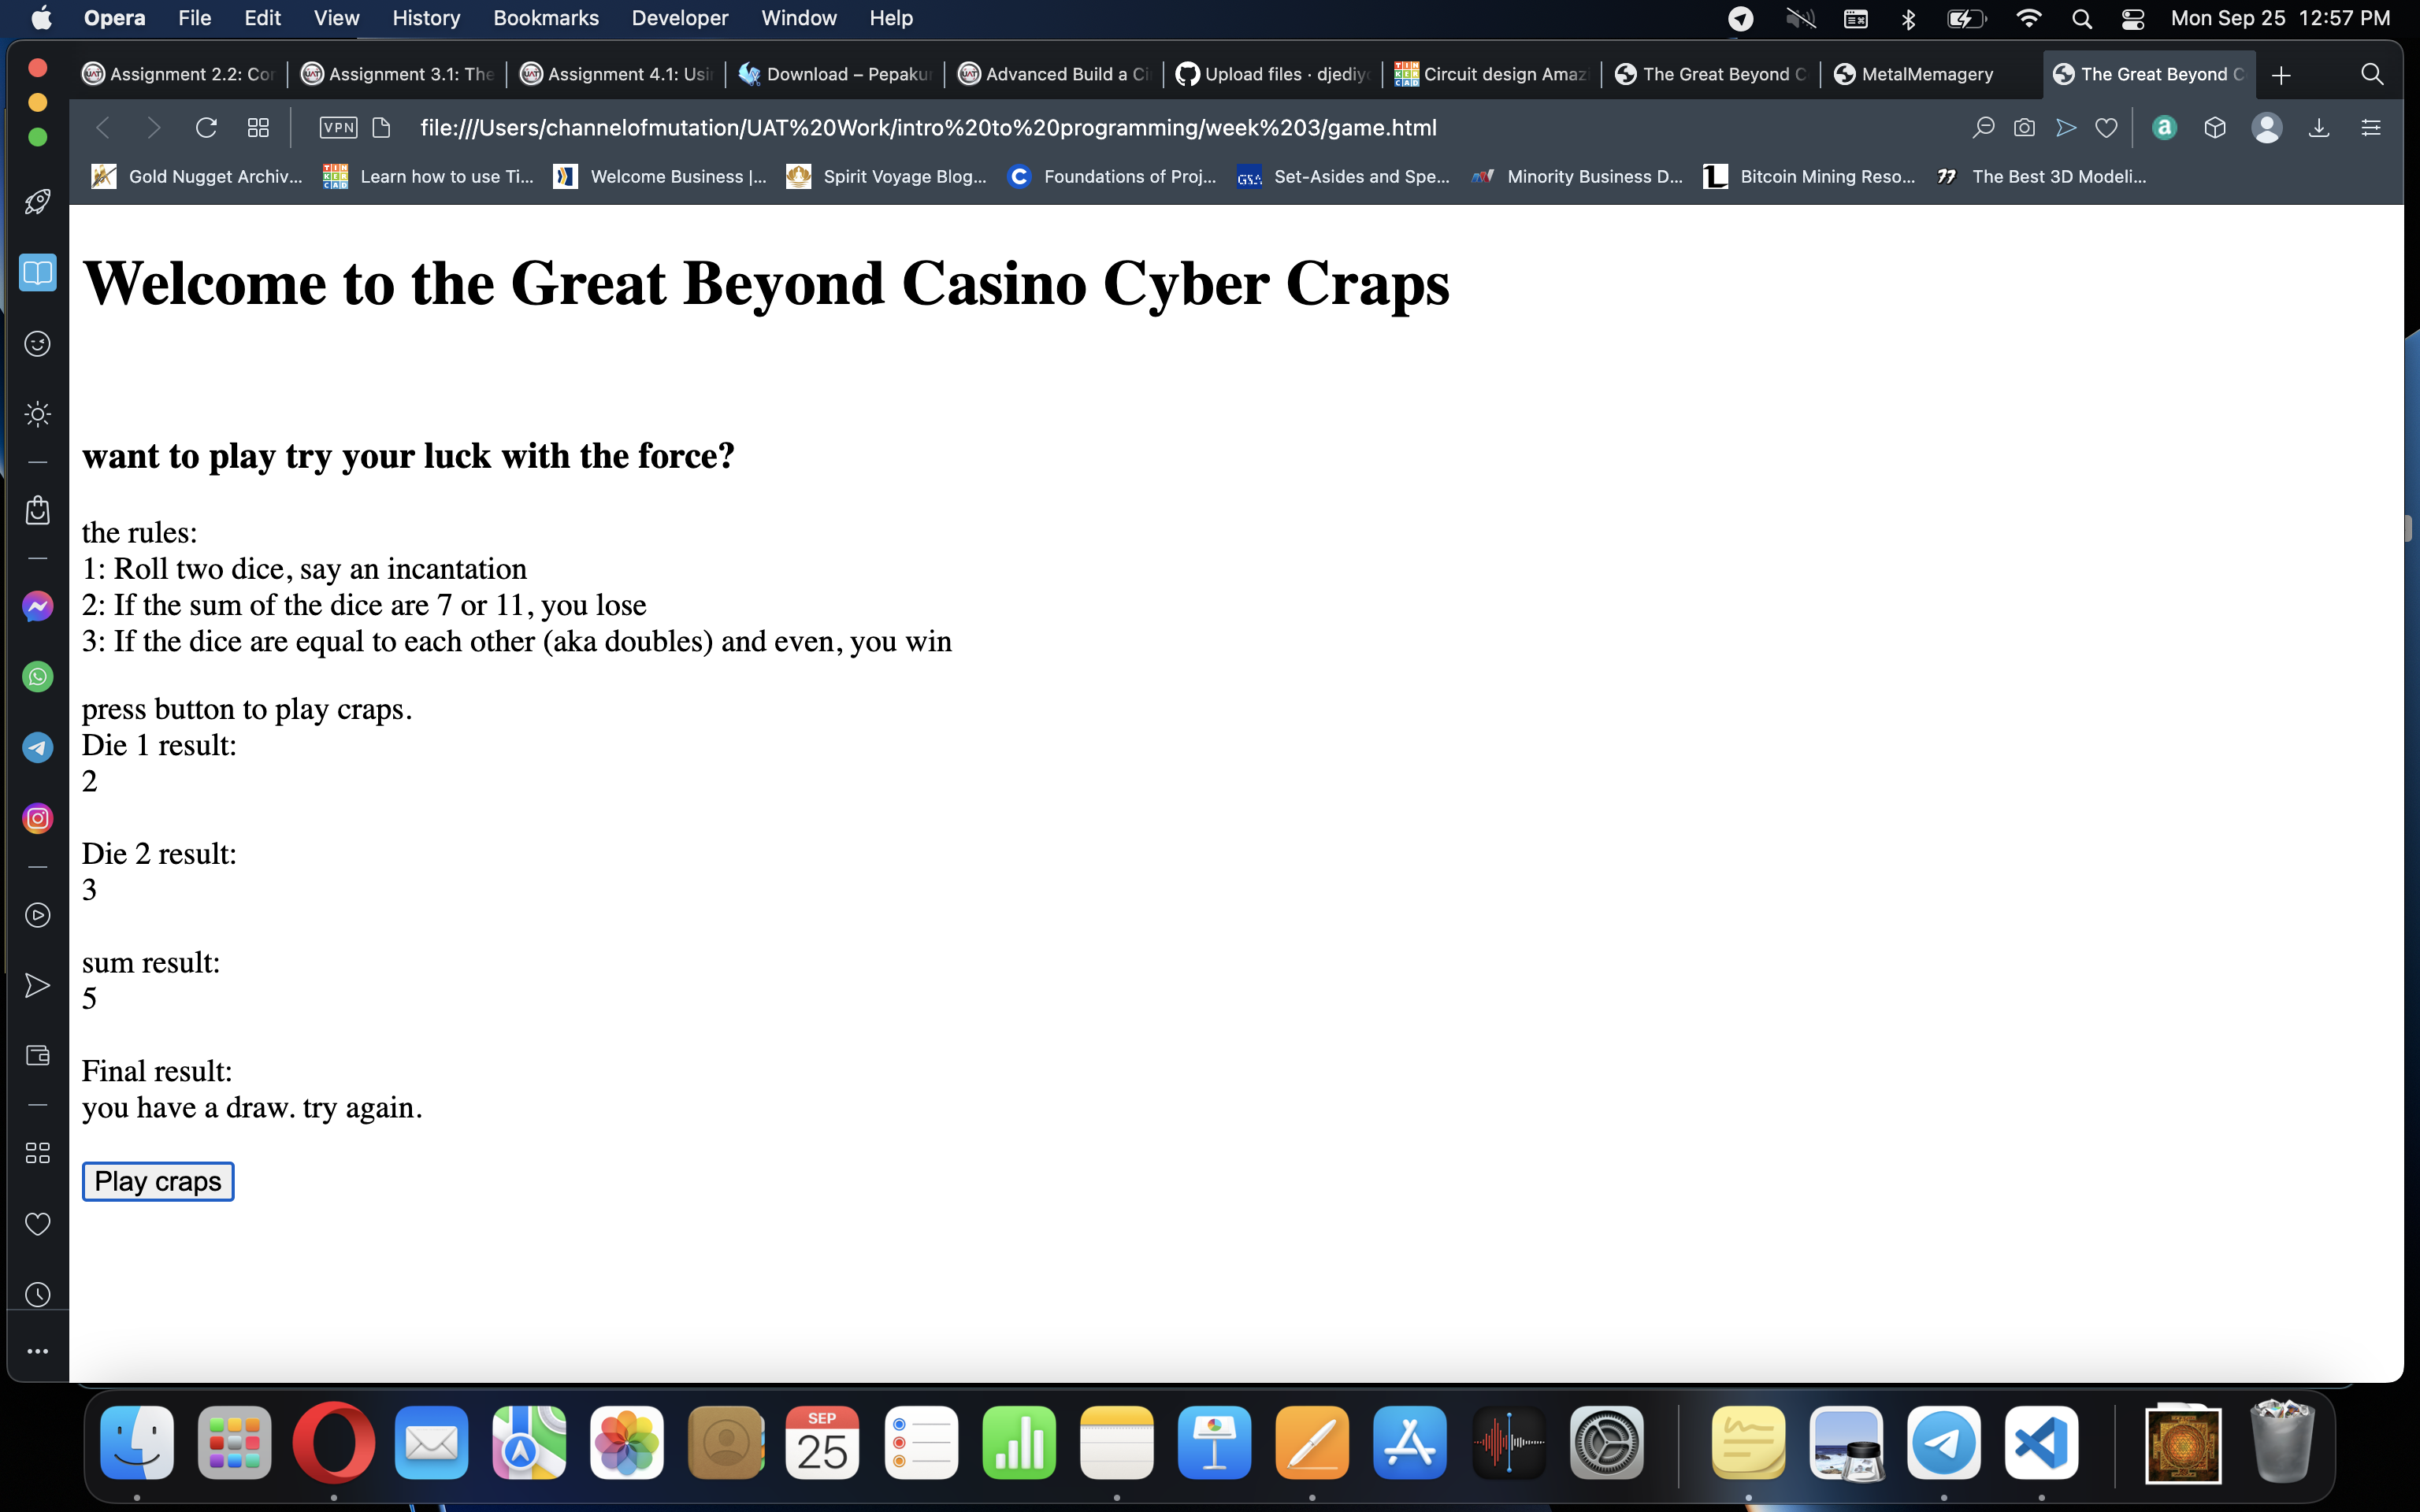 Opera File Edit View History Bookmarks Developer Window Help Mon Sep 25 12:57 PM
Assignment 2.2: Cor Assignment 3.1: The Assignment 4.1: Usi Download – Pepaku Advanced Build a Ci Upload files · djediy Circuit design Amaz The Great Beyond C MetalMemagery The Great Beyond C
VPN file:///Users/channelofmutation/UAT%20Work/intro%20to%20programming/week%203/game.html
Gold Nugget Archiv... Learn how to use Ti... Welcome Business |... Spirit Voyage Blog... Foundations of Proj... GSA Set-Asides and Spe... Minority Business D... Bitcoin Mining Reso... The Best 3D Modeli...
Welcome to the Great Beyond Casino Cyber Craps
want to play try your luck with the force?
the rules:
1: Roll two dice, say an incantation
2: If the sum of the dice are 7 or 11, you lose
3: If the dice are equal to each other (aka doubles) and even, you win
press button to play craps.
Die 1 result:
2
Die 2 result:
3
sum result:
5
Final result:
you have a draw. try again.
Play craps
SEP
25